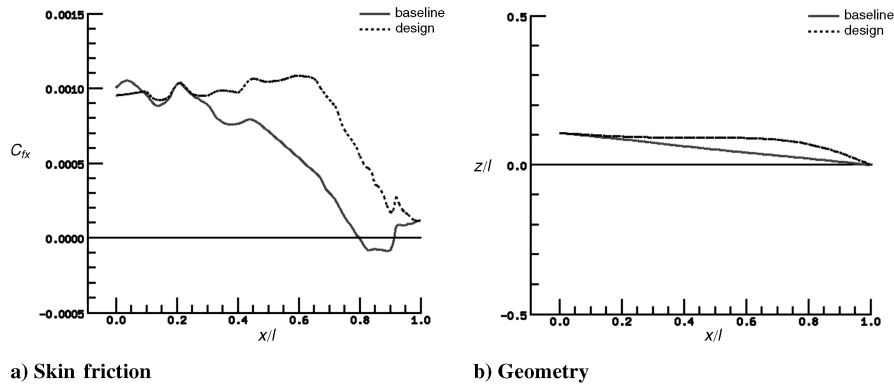 baseline
design
0.0015
0.0010
0.0005
0.0000
-0.0005
Cfx
0.0 0.2 0.4 0.6 0.8 1.0
x/l
a) Skin friction
baseline
design
0.5
0.0
-0.5
z/l
0.0 0.2 0.4 0.6 0.8 1.0
x/l
b) Geometry